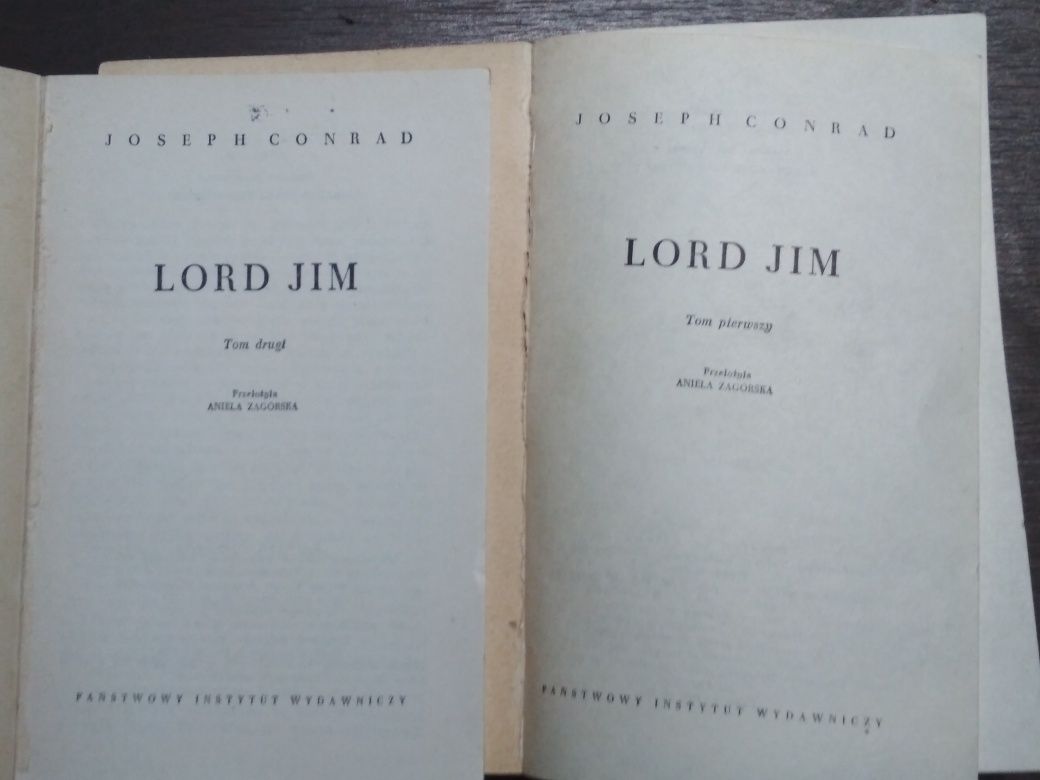 JOSEPH CONRAD
LORD JIM
Tom drugi
Przełożyła
ANIELA ZAGÓRSKA
PAŃSTWOWY INSTYTUT WYDAWNICZY
JOSEPH CONRAD
LORD JIM
Tom pierwszy
Przełożyła
ANIELA ZAGÓRSKA
PAŃSTWOWY INSTYTUT WYDAWNICZY